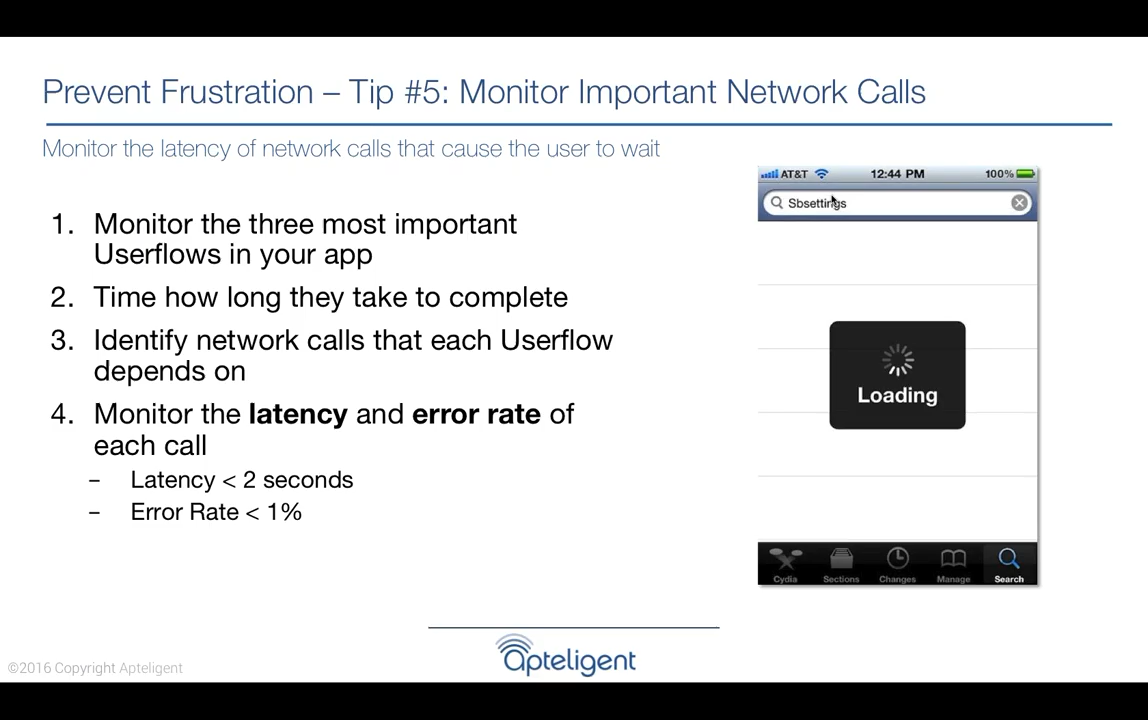 Prevent Frustration – Tip #5: Monitor Important Network Calls
Monitor the latency of network calls that cause the user to wait
1. Monitor the three most important
Userflows in your app
2. Time how long they take to complete
3. Identify network calls that each Userflow
depends on
4. Monitor the latency and error rate of
each call
– Latency < 2 seconds
– Error Rate < 1%
AT&T 12:44 PM 100%
Sbsettings
Loading
Cydia Sections Changes Manage Search
©2016 Copyright Apteligent
apteligent